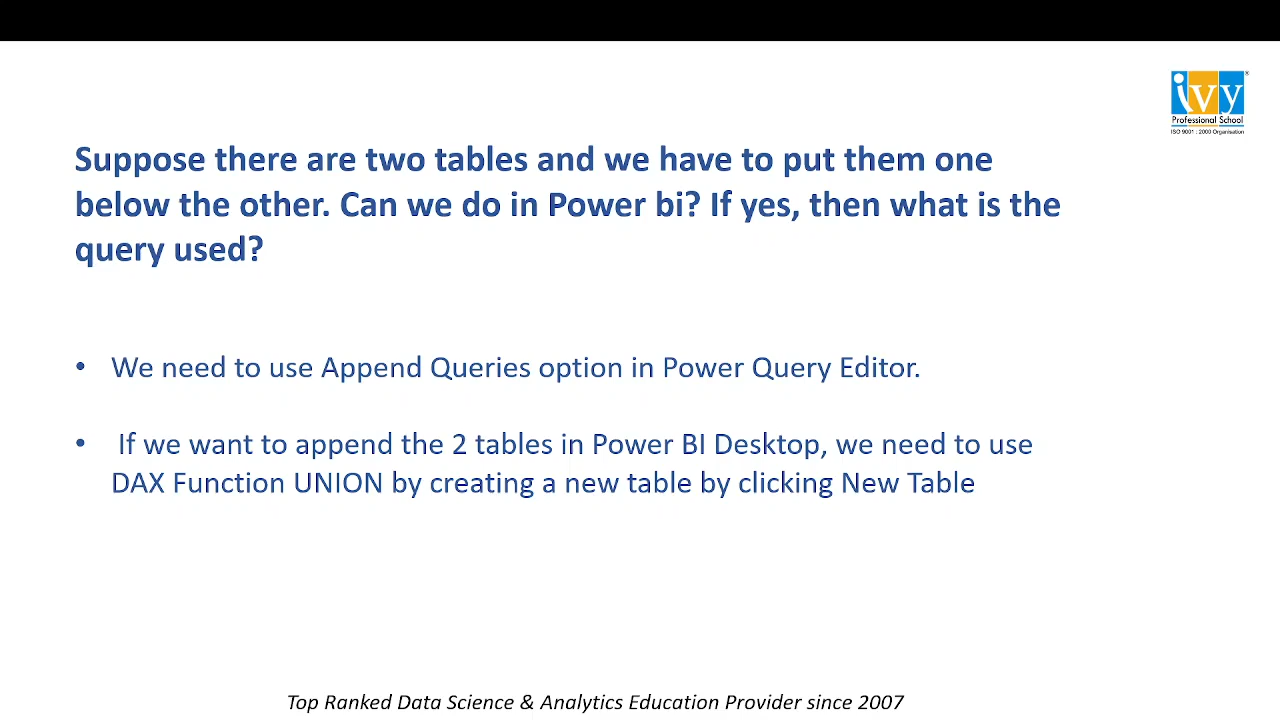 ivy
®
Professional School
ISO 9001 : 2000 Organisation
Suppose there are two tables and we have to put them one
below the other. Can we do in Power bi? If yes, then what is the
query used?
• We need to use Append Queries option in Power Query Editor.
• If we want to append the 2 tables in Power BI Desktop, we need to use
DAX Function UNION by creating a new table by clicking New Table
Top Ranked Data Science & Analytics Education Provider since 2007